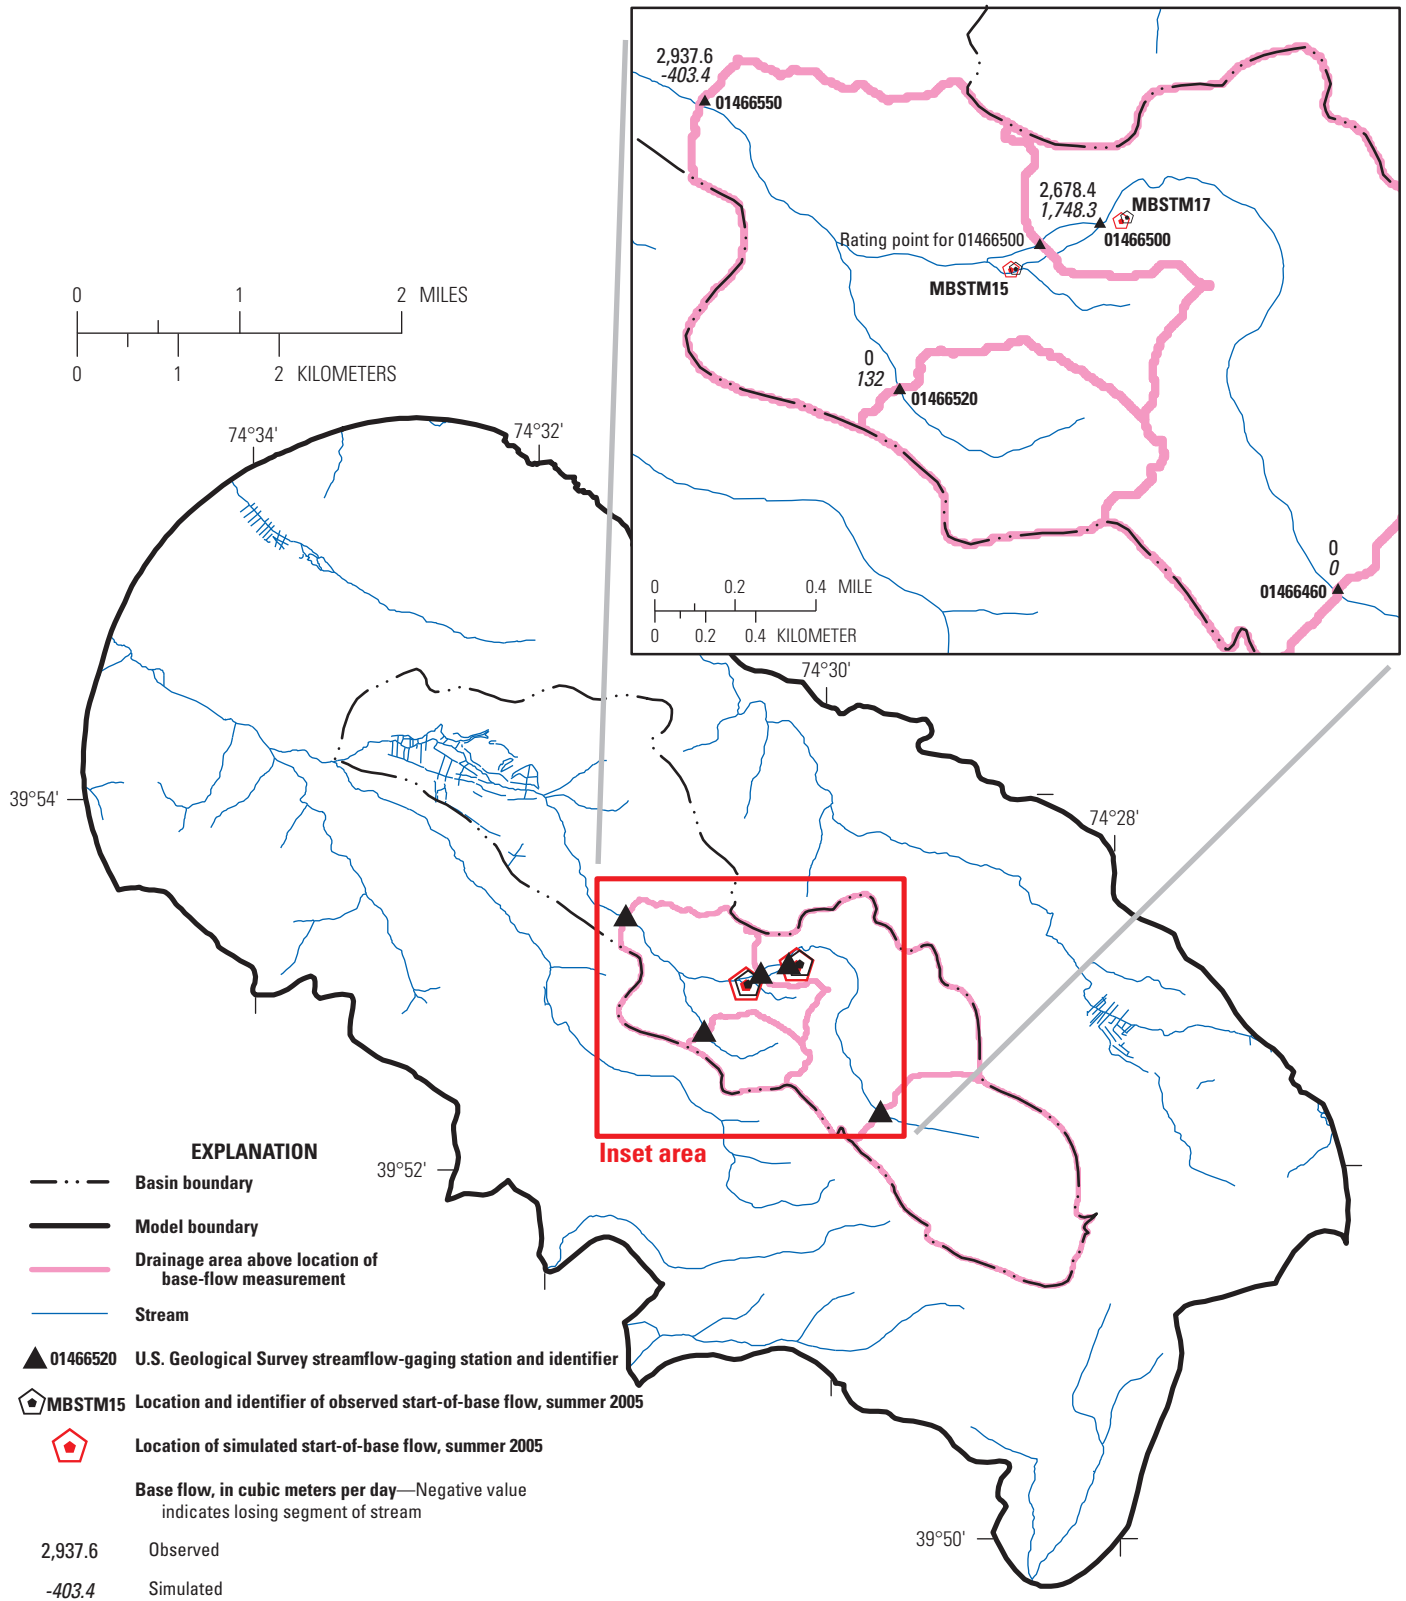 2,937.6
-403.4
01466550
2,678.4
1,748.3
MBSTM17
01466500
Rating point for 01466500
MBSTM15
0
132
01466520
0
0
01466460
0 0.2 0.4 MILE
0 0.2 0.4 KILOMETER
0 1 2 MILES
0 1 2 KILOMETERS
74°34'
74°32'
74°30'
74°28'
39°54'
39°52'
39°50'
Inset area
EXPLANATION
Basin boundary
Model boundary
Drainage area above location of
base-flow measurement
Stream
01466520 U.S. Geological Survey streamflow-gaging station and identifier
MBSTM15 Location and identifier of observed start-of-base flow, summer 2005
Location of simulated start-of-base flow, summer 2005
Base flow, in cubic meters per day—Negative value
indicates losing segment of stream
2,937.6 Observed
-403.4 Simulated